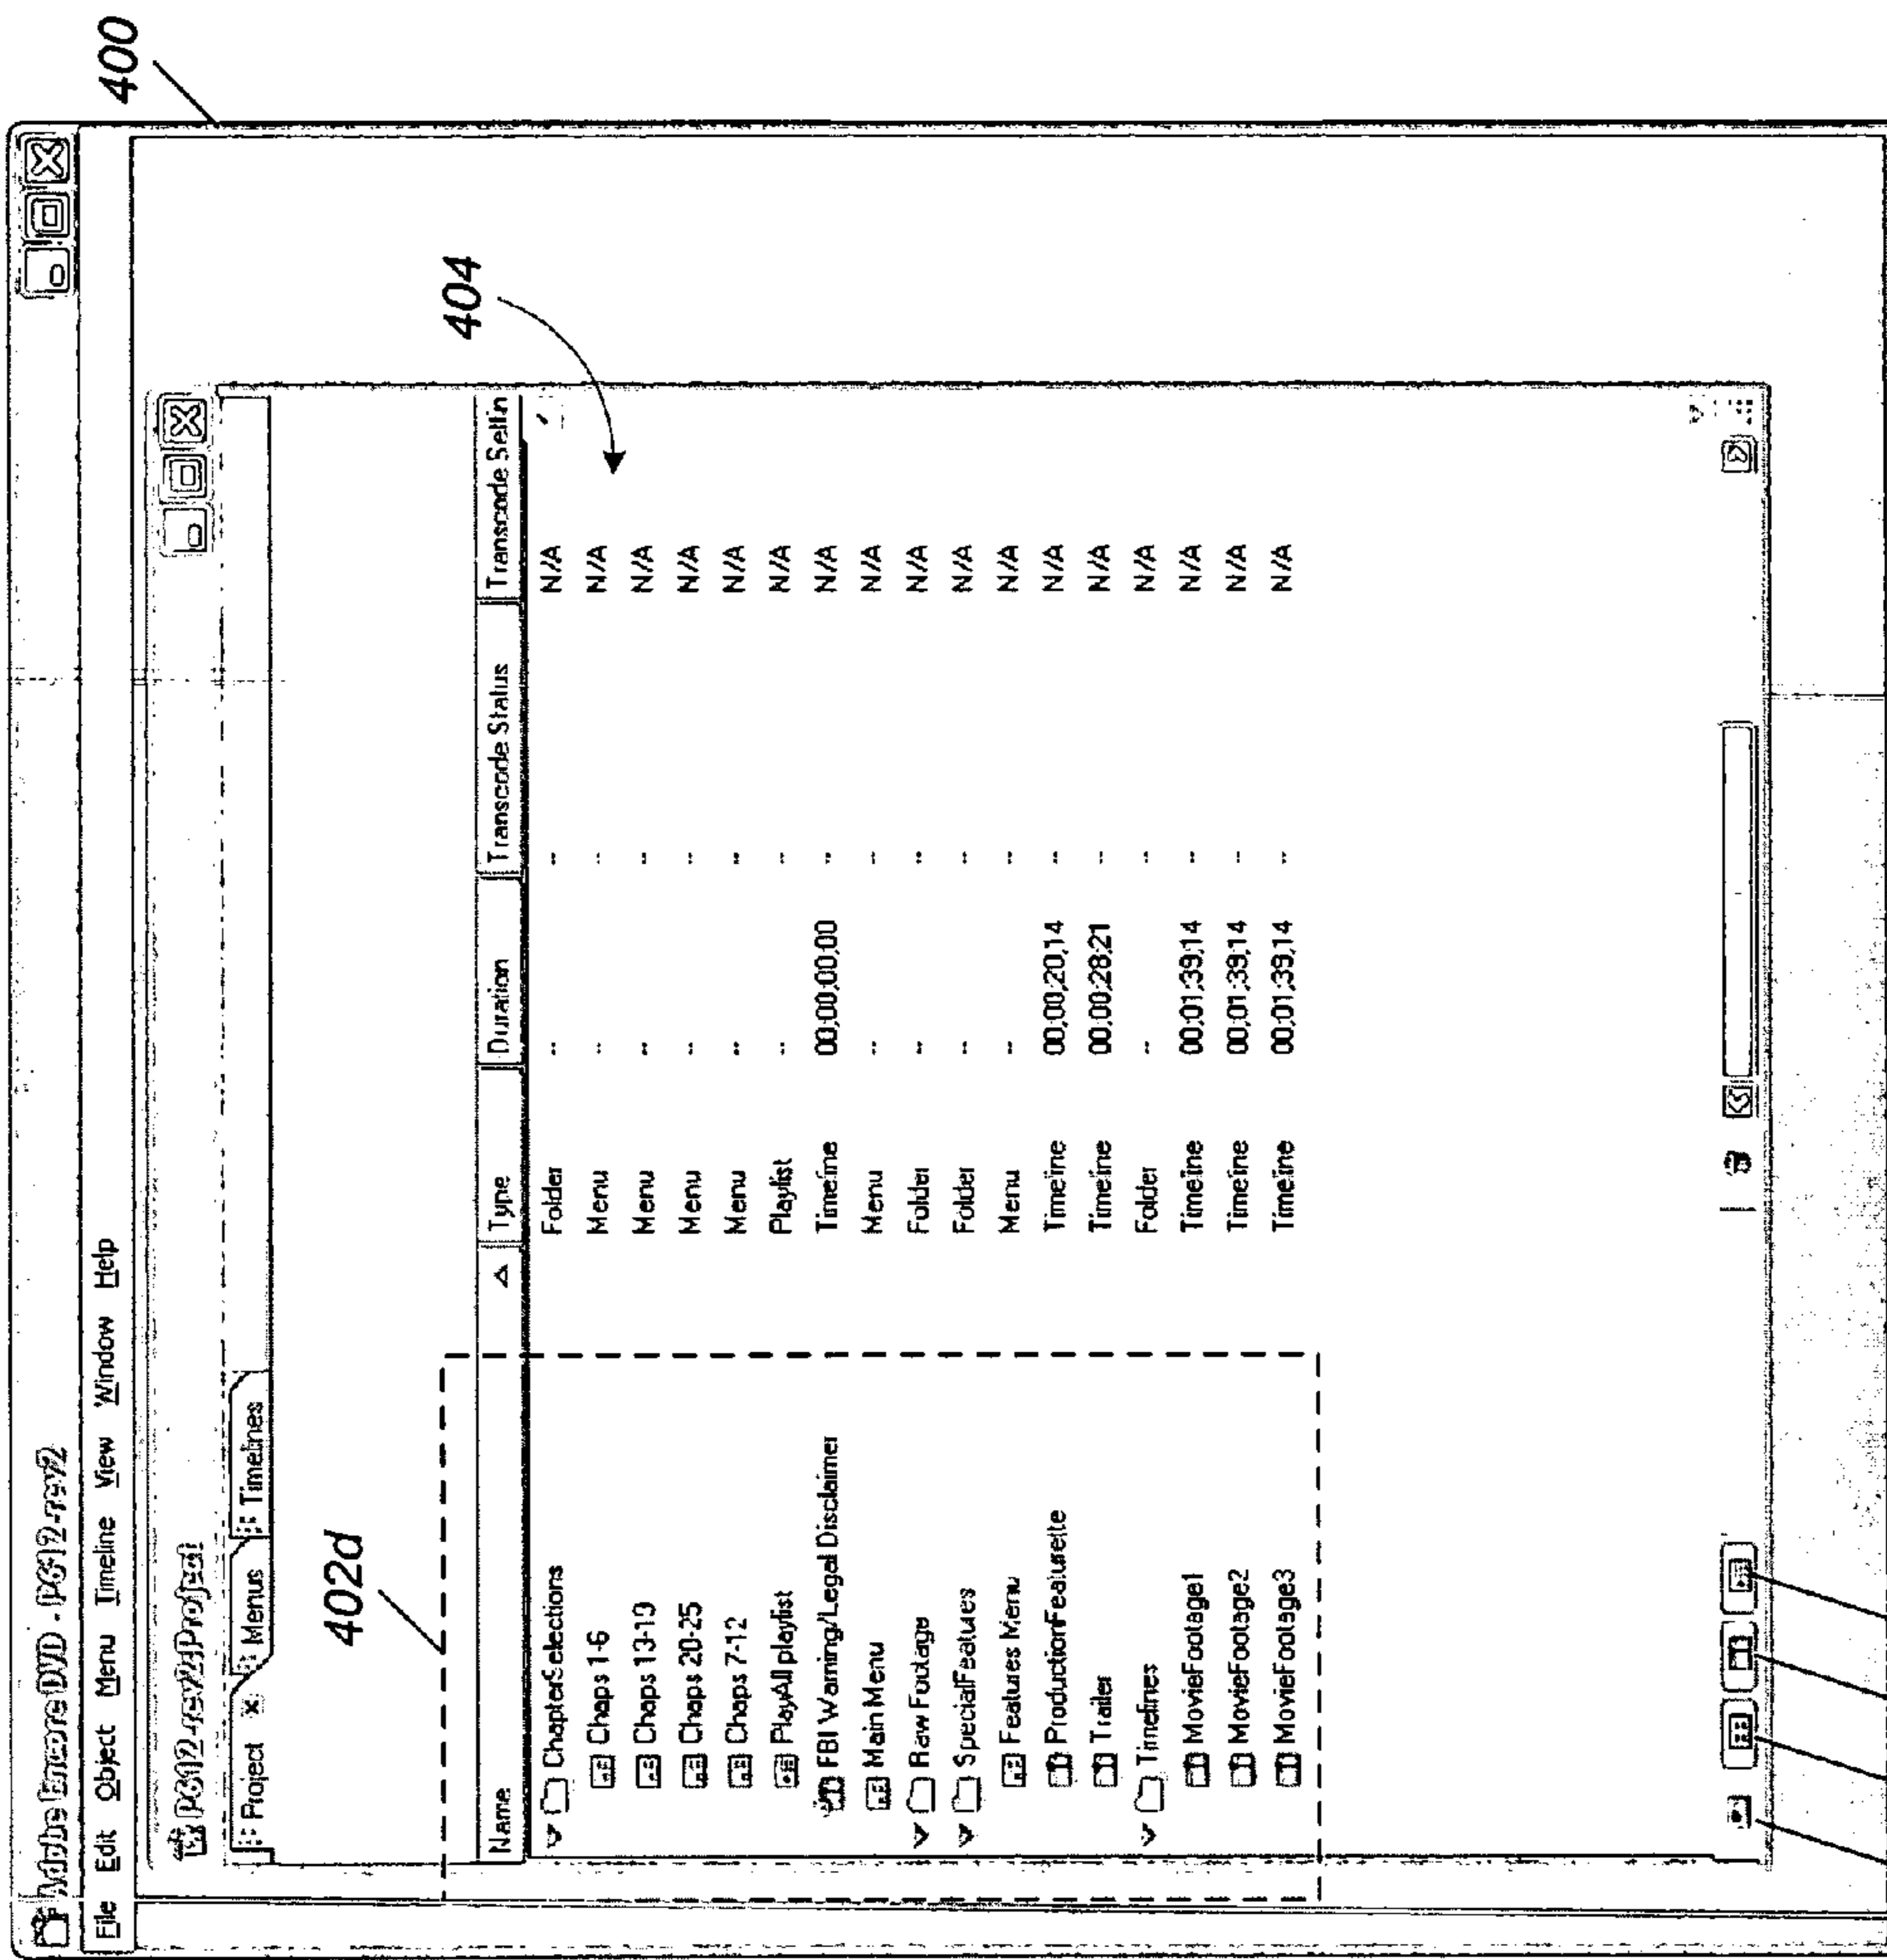 400
Adobe Encore DVD - P612-rev2
File Edit Object Menu Timeline View Window Help
P612-rev2|Project
Project Menus Timelines
402d
404
Name Type Duration Transcode Status Transcode Settin
ChapterSelections Folder -- -- N/A
Chaps 1-6 Menu -- -- N/A
Chaps 13-19 Menu -- -- N/A
Chaps 20-25 Menu -- -- N/A
Chaps 7-12 Menu -- -- N/A
PlayAll playlist Playlist -- -- N/A
FBI Warning/Legal Disclaimer Timeline 00;00;00;00 -- N/A
Main Menu Menu -- -- N/A
Raw Footage Folder -- -- N/A
SpecialFeatures Folder -- -- N/A
Features Menu Menu -- -- N/A
ProductionFeaturette Timeline 00;00;20;14 -- N/A
Trailer Timeline 00;00;28;21 -- N/A
Timelines Folder -- -- N/A
MovieFootage1 Timeline 00;01;39;14 -- N/A
MovieFootage2 Timeline 00;01;39;14 -- N/A
MovieFootage3 Timeline 00;01;39;14 -- N/A